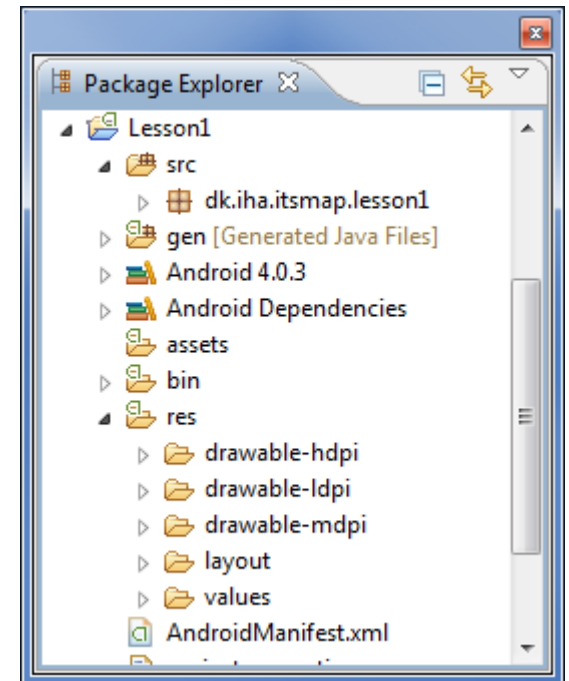 Package Explorer
Lesson1
src
dk.iha.itsmap.lesson1
gen [Generated Java Files]
Android 4.0.3
Android Dependencies
assets
bin
res
drawable-hdpi
drawable-ldpi
drawable-mdpi
layout
values
AndroidManifest.xml